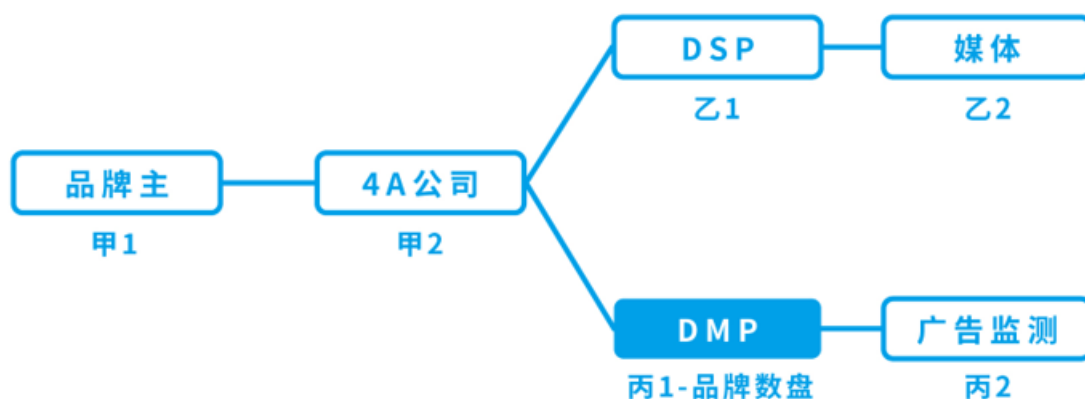 DSP
媒体
乙1
乙2
品牌主
4A公司
甲1
甲2
DMP
广告监测
丙1-品牌数盘
丙2